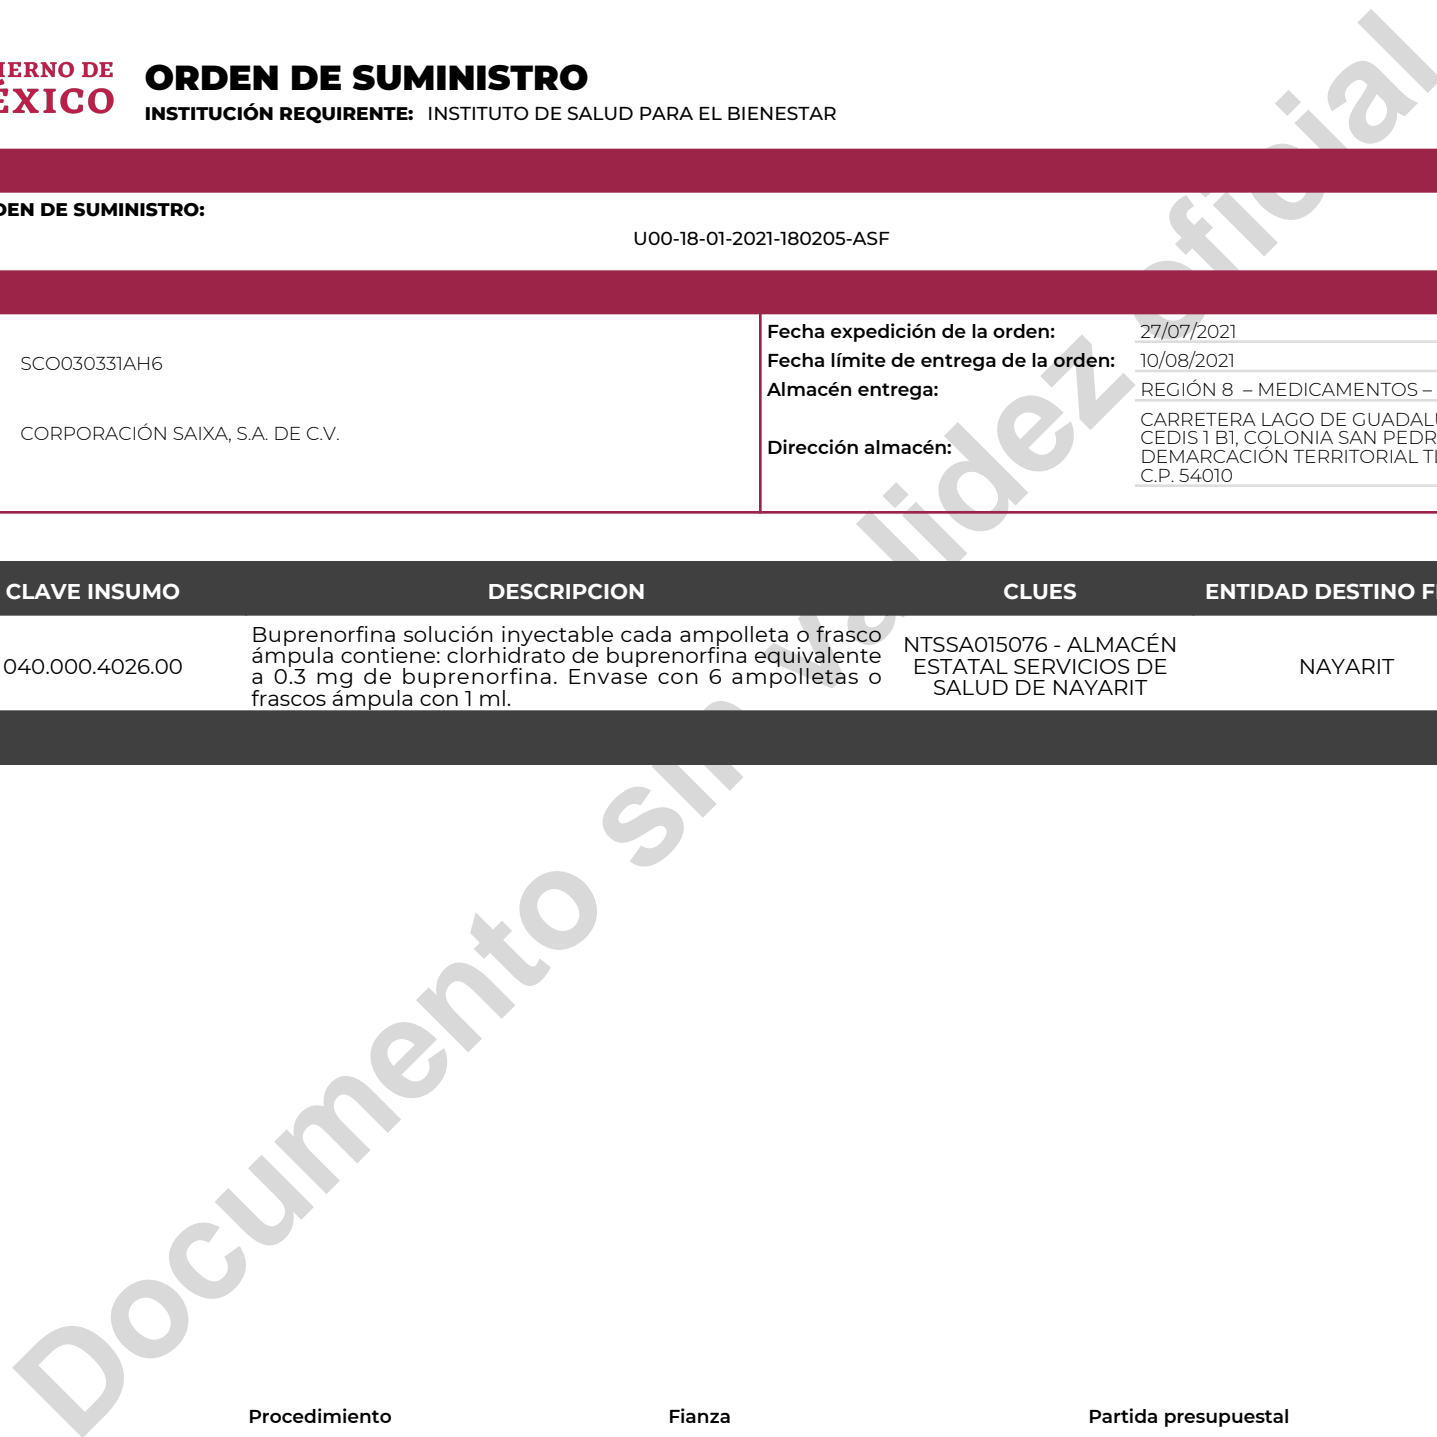 IERNO DE
ÉXICO
ORDEN DE SUMINISTRO
INSTITUCIÓN REQUIRENTE: INSTITUTO DE SALUD PARA EL BIENESTAR
DEN DE SUMINISTRO:
U00-18-01-2021-180205-ASF
SCO030331AH6
CORPORACIÓN SAIXA, S.A. DE C.V.
Fecha expedición de la orden: 27/07/2021
Fecha límite de entrega de la orden: 10/08/2021
Almacén entrega: REGIÓN 8 – MEDICAMENTOS –
Dirección almacén:
CARRETERA LAGO DE GUADALU
CEDIS 1 B1, COLONIA SAN PEDR
DEMARCACIÓN TERRITORIAL TL
C.P. 54010
CLAVE INSUMO DESCRIPCION CLUES ENTIDAD DESTINO FI
040.000.4026.00
Buprenorfina solución inyectable cada ampolleta o frasco
ámpula contiene: clorhidrato de buprenorfina equivalente
a 0.3 mg de buprenorfina. Envase con 6 ampolletas o
frascos ámpula con 1 ml.
NTSSA015076 - ALMACÉN
ESTATAL SERVICIOS DE
SALUD DE NAYARIT
NAYARIT
Documento sin validez oficial
Procedimiento Fianza Partida presupuestal